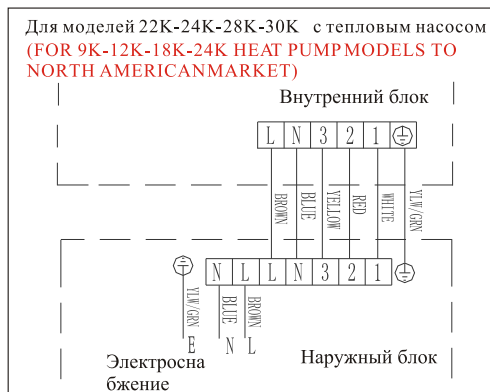 Для моделей 22K-24K-28K-30K с тепловым насосом
(FOR 9K-12K-18K-24K HEAT PUMPMODELS TO
NORTH AMERICANMARKET)
Внутренний блок
L N 3 2 1
BROWN BLUE YELLOW RED WHITE YLW/GRN
N L L N 3 2 1
YLW/GRN BLUE BROWN
E N L
Электросна
бжение
Наружный блок